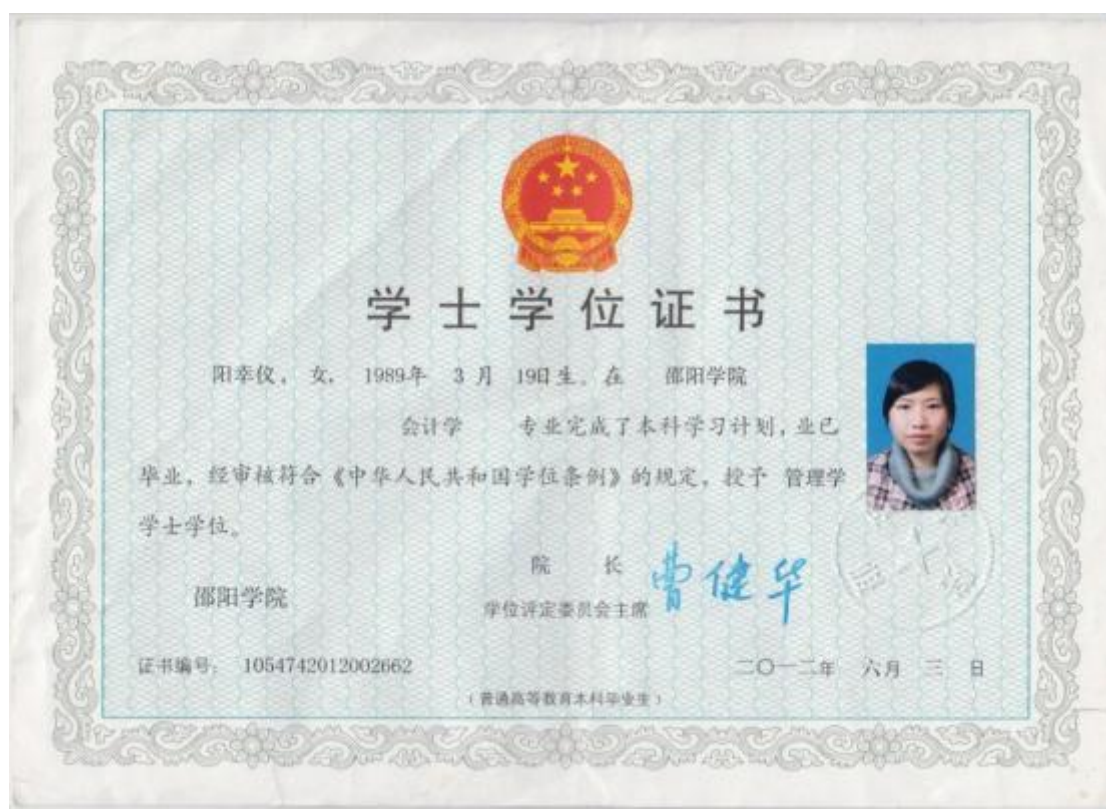 学士学位证书
阳幸仪，女，1989年 3月 19日生。在 邵阳学院
会计学 专业完成了本科学习计划，业已
毕业，经审核符合《中华人民共和国学位条例》的规定，授予 管理学
学士学位。
院 长 曹健华
邵阳学院
学位评定委员会主席
证书编号：1054742012002662
二〇一二年 六月 三 日
（普通高等教育本科毕业生）